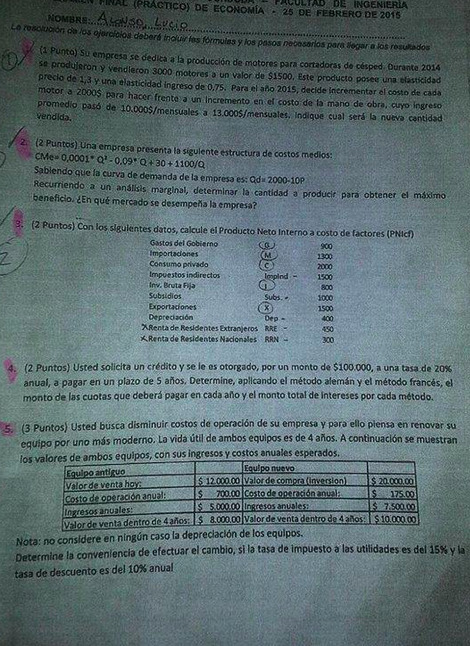 FINAL (PRÁCTICO) DE ECONOMÍA - 25 DE FEBRERO DE 2015
FACULTAD DE INGENIERÍA
NOMBRE: ALONSO, LUCIO
La resolución de los ejercicios deberá incluir las fórmulas y los pasos necesarios para llegar a los resultados
1 (1 Punto) Su empresa se dedica a la producción de motores para cortadoras de césped. Durante 2014
se produjeron y vendieron 3000 motores a un valor de $1500. Este producto posee una elasticidad
precio de 1,3 y una elasticidad ingreso de 0,75. Para el año 2015, decide incrementar el costo de cada
motor a 2000$ para hacer frente a un incremento en el costo de la mano de obra, cuyo ingreso
promedio pasó de 10.000$/mensuales a 13.000$/mensuales. Indique cual será la nueva cantidad
vendida.
2. (2 Puntos) Una empresa presenta la siguiente estructura de costos medios:
CMe= 0,0001* Q² - 0,09* Q + 30 + 1100/Q
Sabiendo que la curva de demanda de la empresa es: Qd= 2000-10P
Recurriendo a un análisis marginal, determinar la cantidad a producir para obtener el máximo
beneficio. ¿En qué mercado se desempeña la empresa?
3. (2 Puntos) Con los siguientes datos, calcule el Producto Neto Interno a costo de factores (PNIcf)
Gastos del Gobierno G 900
Importaciones M 1300
Consumo privado C 2000
Impuestos indirectos ImpInd - 1500
Inv. Bruta Fija I 800
Subsidios Subs. 1000
Exportaciones X 1500
Depreciación Dep - 400
Renta de Residentes Extranjeros RRE - 450
Renta de Residentes Nacionales RRN - 300
4. (2 Puntos) Usted solicita un crédito y se le es otorgado, por un monto de $100.000, a una tasa de 20%
anual, a pagar en un plazo de 5 años. Determine, aplicando el método alemán y el método francés, el
monto de las cuotas que deberá pagar en cada año y el monto total de intereses por cada método.
5. (3 Puntos) Usted busca disminuir costos de operación de su empresa y para ello piensa en renovar su
equipo por uno más moderno. La vida útil de ambos equipos es de 4 años. A continuación se muestran
los valores de ambos equipos, con sus ingresos y costos anuales esperados.
Equipo antiguo Equipo nuevo
Valor de venta hoy: $ 12.000.00 Valor de compra (inversión) $ 20.000.00
Costo de operación anual: $ 700.00 Costo de operación anual: $ 175.00
Ingresos anuales: $ 5.000.00 Ingresos anuales: $ 7.500.00
Valor de venta dentro de 4 años: $ 8.000.00 Valor de venta dentro de 4 años: $ 10.000.00
Nota: no considere en ningún caso la depreciación de los equipos.
Determine la conveniencia de efectuar el cambio, si la tasa de impuesto a las utilidades es del 15% y la
tasa de descuento es del 10% anual